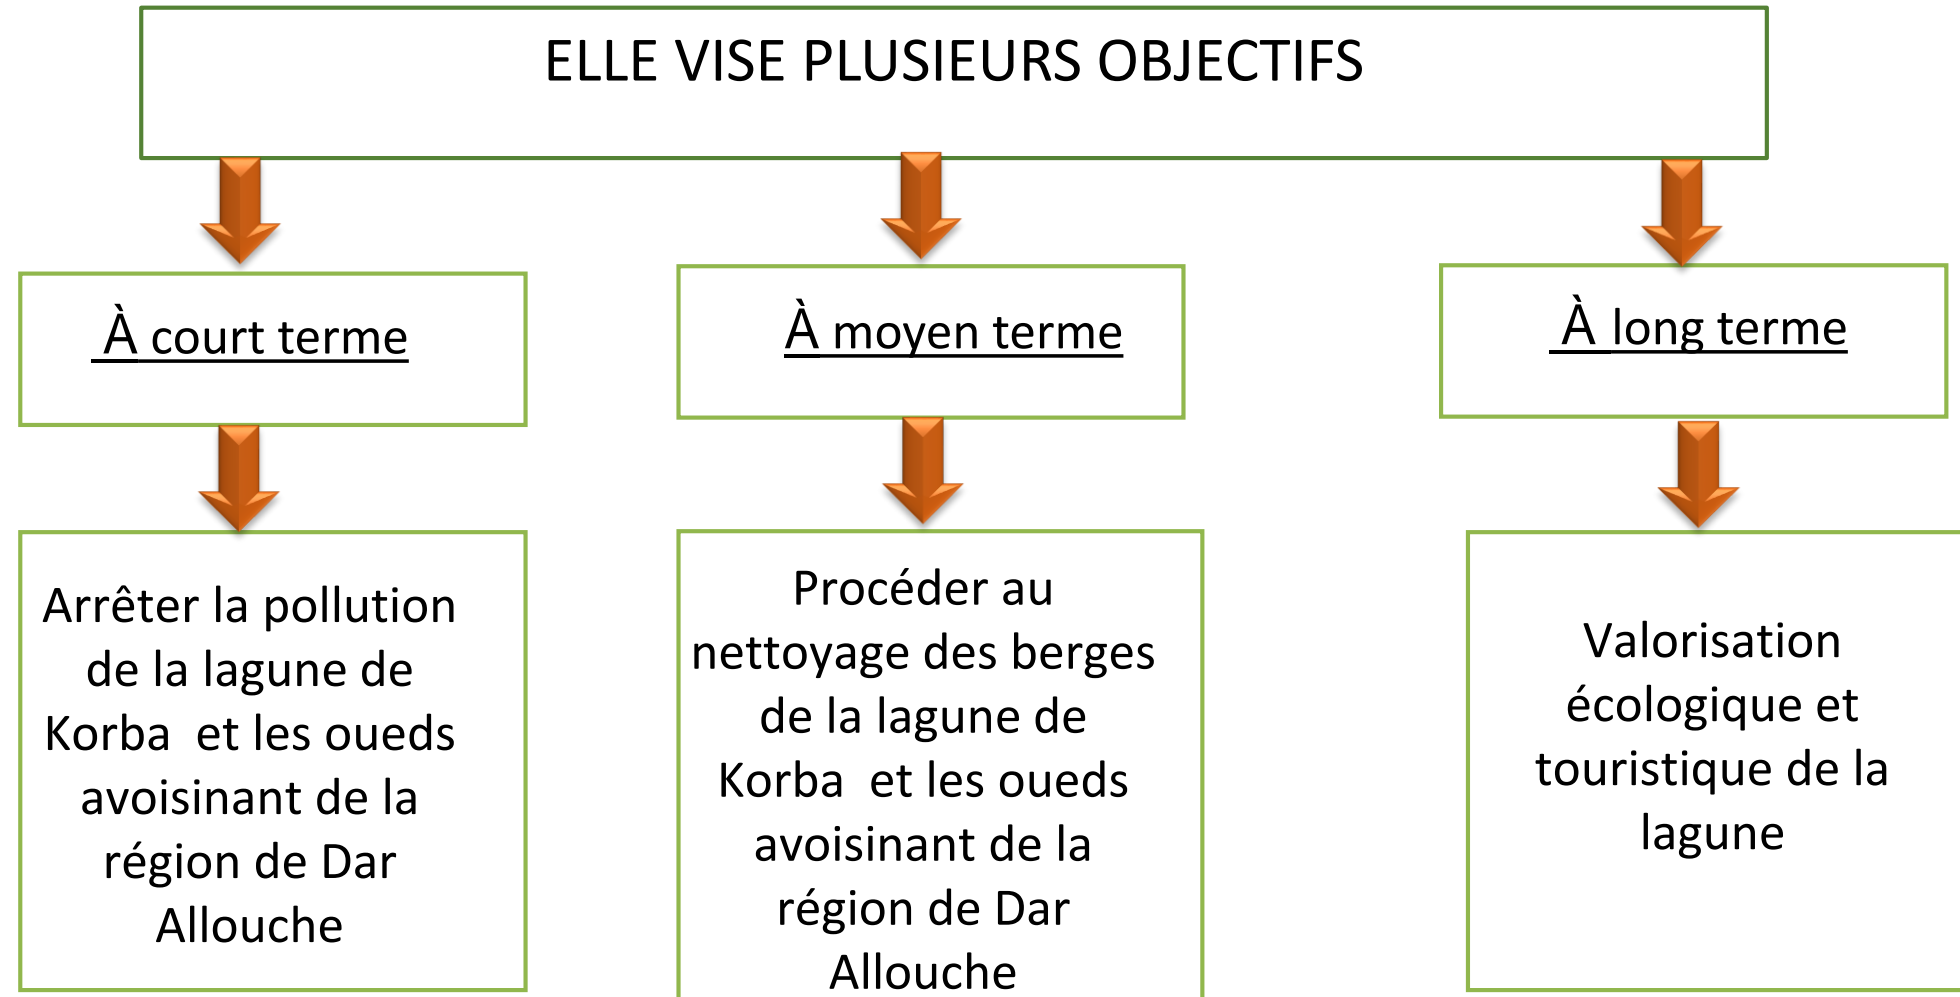 ELLE VISE PLUSIEURS OBJECTIFS
À court terme
À moyen terme
À long terme
Arrêter la pollution
de la lagune de
Korba  et les oueds
avoisinant de la
région de Dar
Allouche
Procéder au
nettoyage des berges
de la lagune de
Korba  et les oueds
avoisinant de la
région de Dar
Allouche
Valorisation
écologique et
touristique de la
lagune